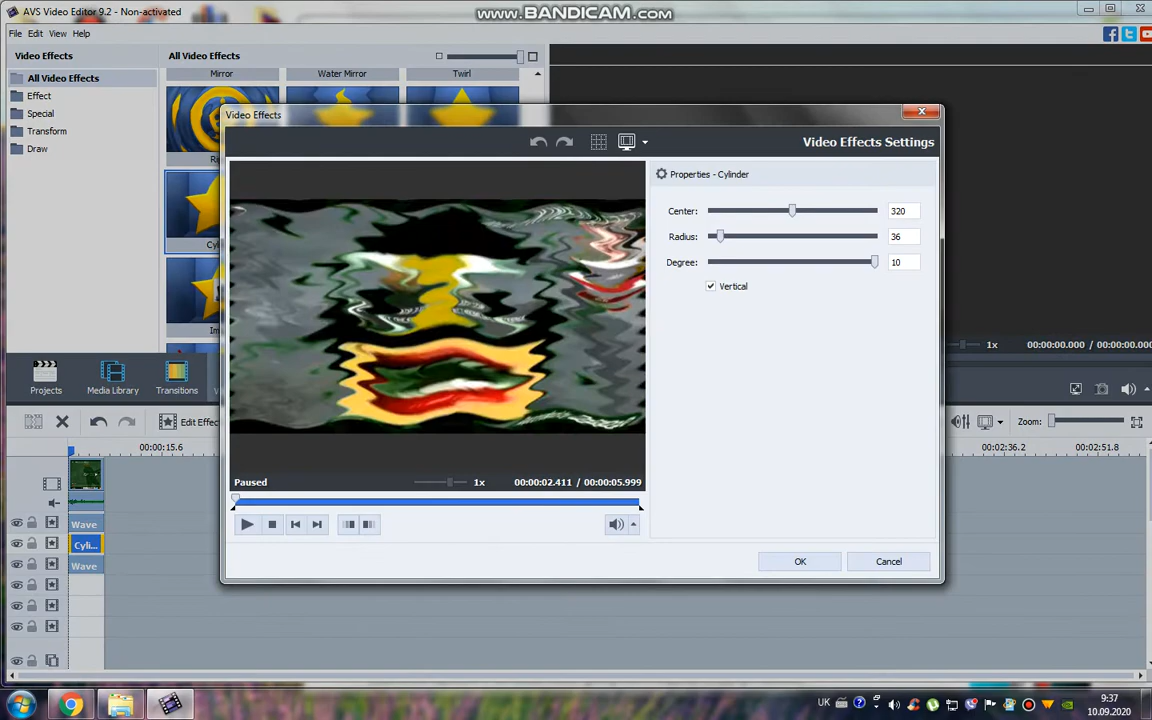 AVS Video Editor 9.2 - Non-activated
www.BANDICAM.com
File Edit View Help
Video Effects
All Video Effects
Effect
Special
Transform
Draw
All Video Effects
Mirror
Water Mirror
Twirl
Video Effects
Video Effects Settings
Properties - Cylinder
Center: 320
Radius: 36
Degree: 10
Vertical
Paused
1x
00:00:02.411 / 00:00:05.999
OK
Cancel
1x
00:00:00.000 / 00:00:00.000
Projects
Media Library
Transitions
Edit Effec
Zoom:
00:00:15.6
00:02:36.2
00:02:51.8
Wave
Cyli...
Wave
UK
9:37
10.09.2020